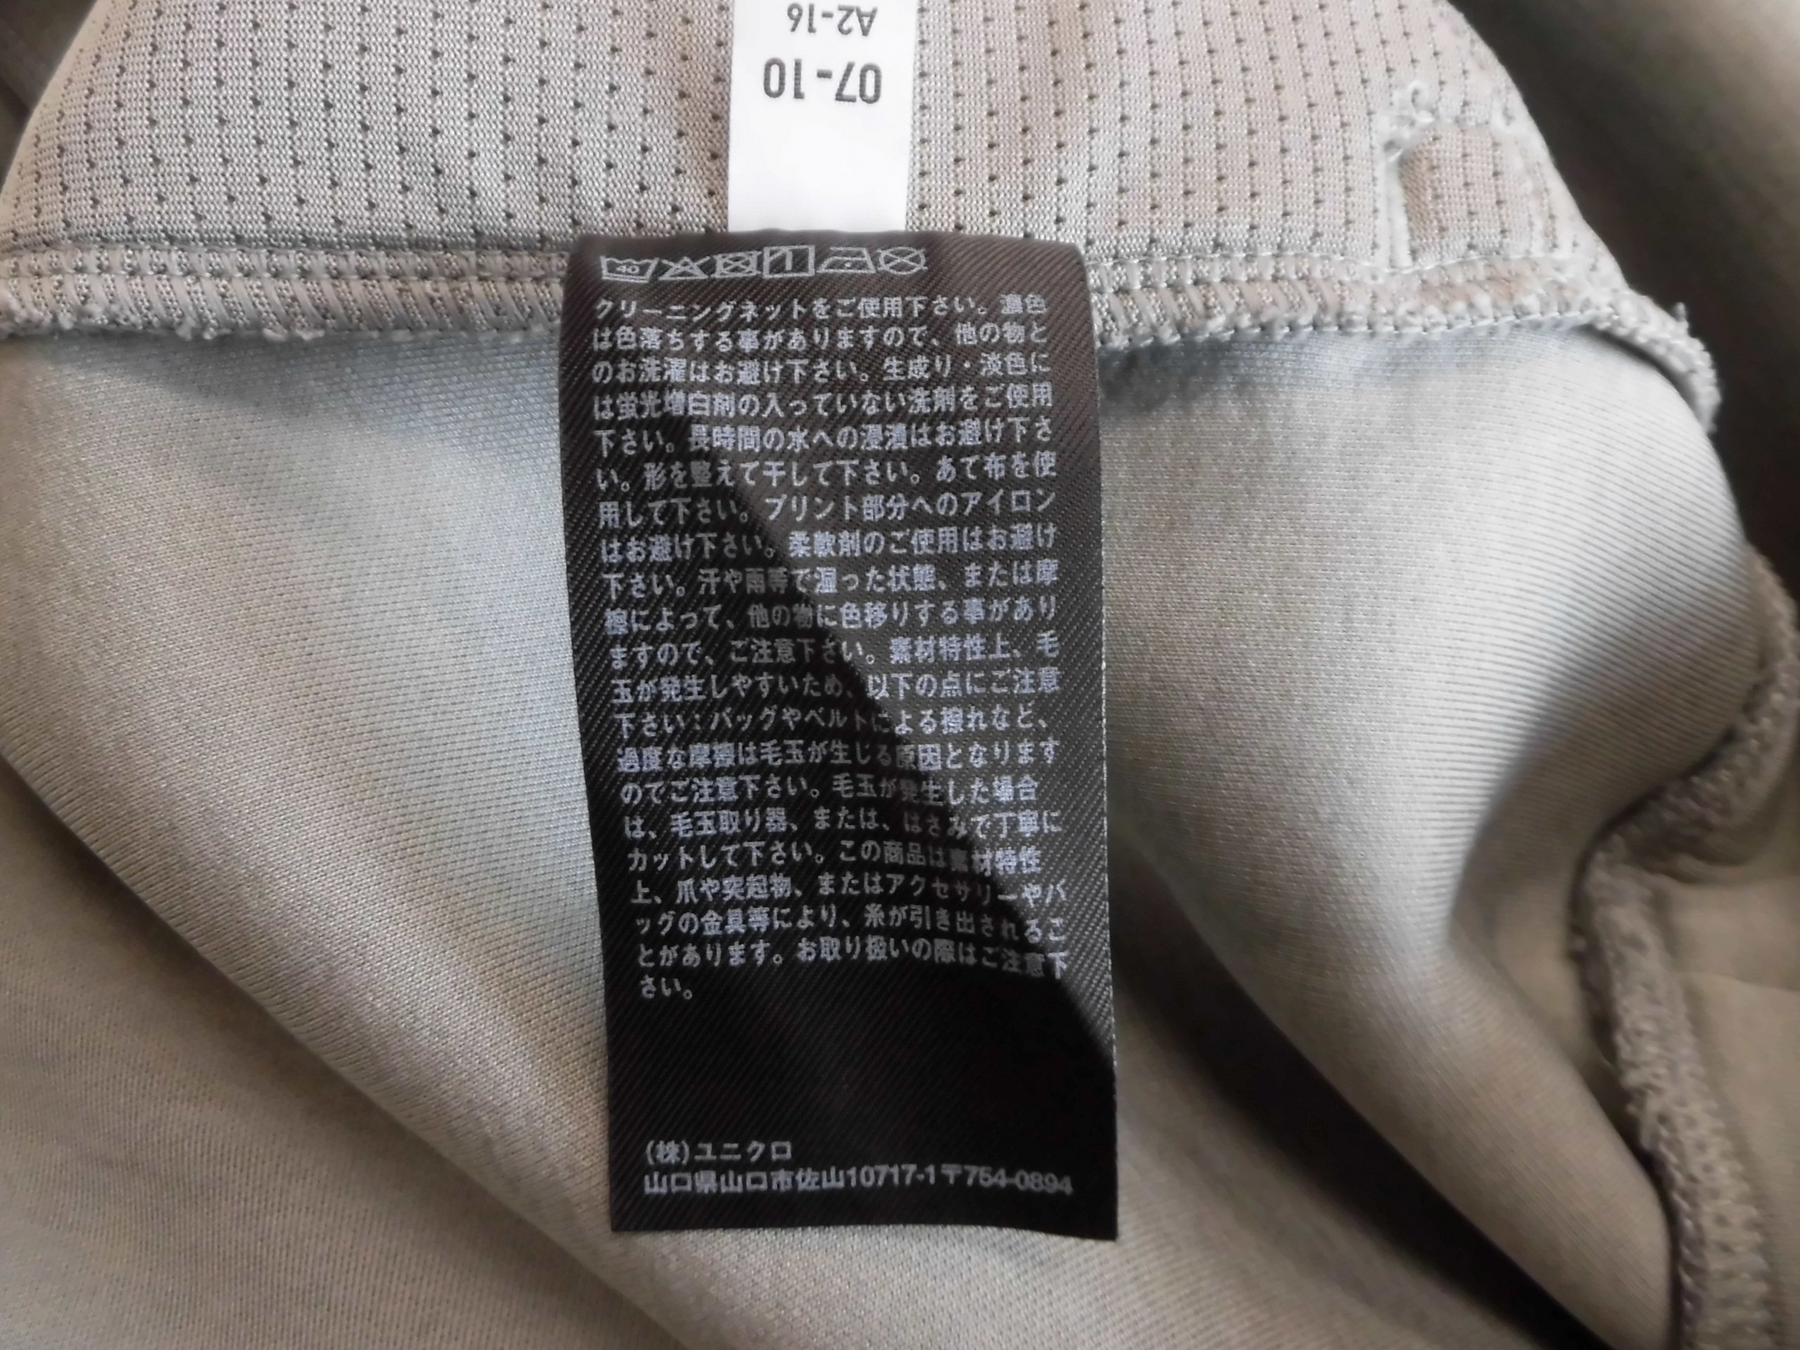 A2-16
07-10
40
クリーニングネットをご使用下さい。濃色
は色落ちする事がありますので、他の物と
のお洗濯はお避け下さい。生成り・淡色に
は蛍光増白剤の入っていない洗剤をご使用
下さい。長時間の水への浸漬はお避け下さ
い。形を整えて干して下さい。あて布を使
用して下さい。プリント部分へのアイロン
はお避け下さい。柔軟剤のご使用はお避け
下さい。汗や雨等で湿った状態、または摩
擦によって、他の物に色移りする事があり
ますので、ご注意下さい。素材特性上、毛
玉が発生しやすいため、以下の点にご注意
下さい：バッグやベルトによる擦れなど、
過度な摩擦は毛玉が生じる原因となります
のでご注意下さい。毛玉が発生した場合
は、毛玉取り器、または、はさみで丁寧に
カットして下さい。この商品は素材特性
上、爪や突起物、またはアクセサリーやバ
ッグの金具等により、糸が引き出されるこ
とがあります。お取り扱いの際はご注意下
さい。
(株)ユニクロ
山口県山口市佐山10717-1〒754-0894